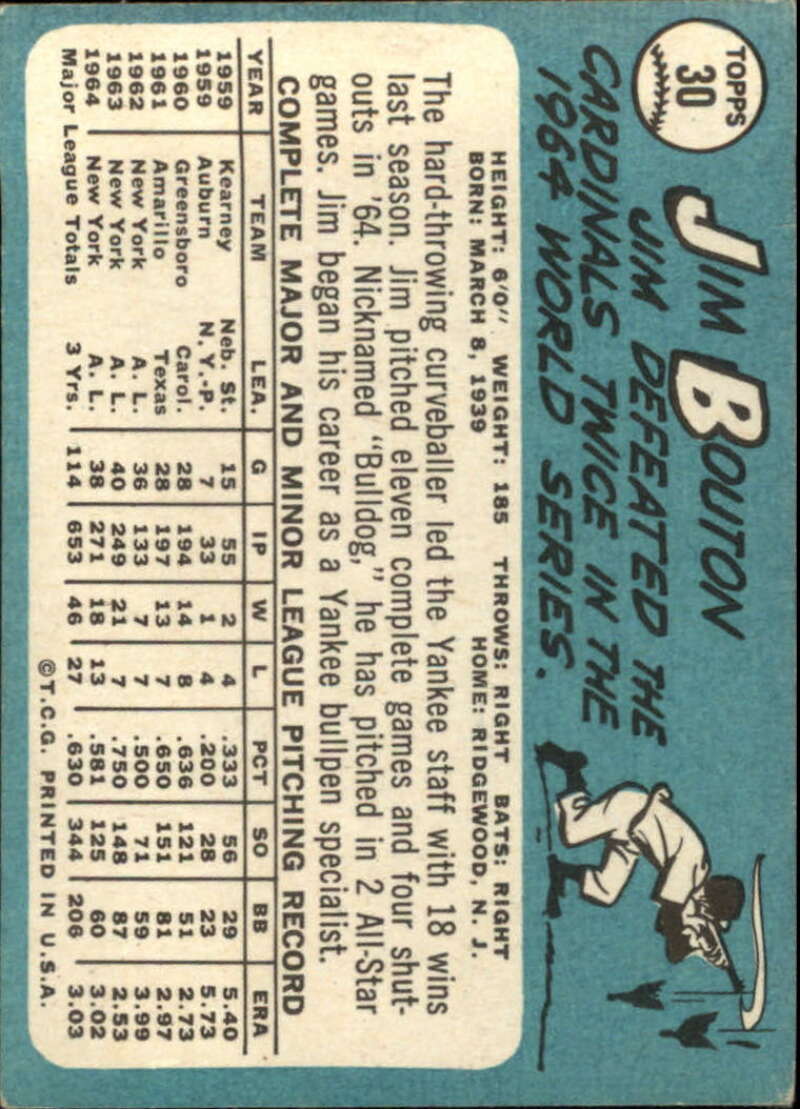 TOPPS
30
JIM BOUTON
JIM DEFEATED THE
CARDINALS TWICE IN THE
1964 WORLD SERIES.
HEIGHT: 6'0" WEIGHT: 185 THROWS: RIGHT BATS: RIGHT
BORN: MARCH 8, 1939 HOME: RIDGEWOOD, N. J.
The hard-throwing curveballer led the Yankee staff with 18 wins
last season. Jim pitched eleven complete games and four shut-
outs in '64. Nicknamed "Bulldog," he has pitched in 2 All-Star
games. Jim began his career as a Yankee bullpen specialist.
COMPLETE MAJOR AND MINOR LEAGUE PITCHING RECORD
YEAR TEAM LEA. G IP W L PCT SO BB ERA
1959 Kearney Neb. St. 15 55 2 4 .333 56 29 5.40
1959 Auburn N. Y.-P. 7 33 1 4 .200 28 23 5.73
1960 Greensboro Carol. 28 194 14 8 .636 121 51 2.73
1961 Amarillo Texas 28 197 13 7 .650 151 81 2.97
1962 New York A. L. 36 133 7 7 .500 71 59 3.99
1963 New York A. L. 40 249 21 7 .750 148 87 2.53
1964 New York A. L. 38 271 18 13 .581 125 60 3.02
Major League Totals 3 Yrs. 114 653 46 27 .630 344 206 3.03
©T.C.G. PRINTED IN U.S.A.